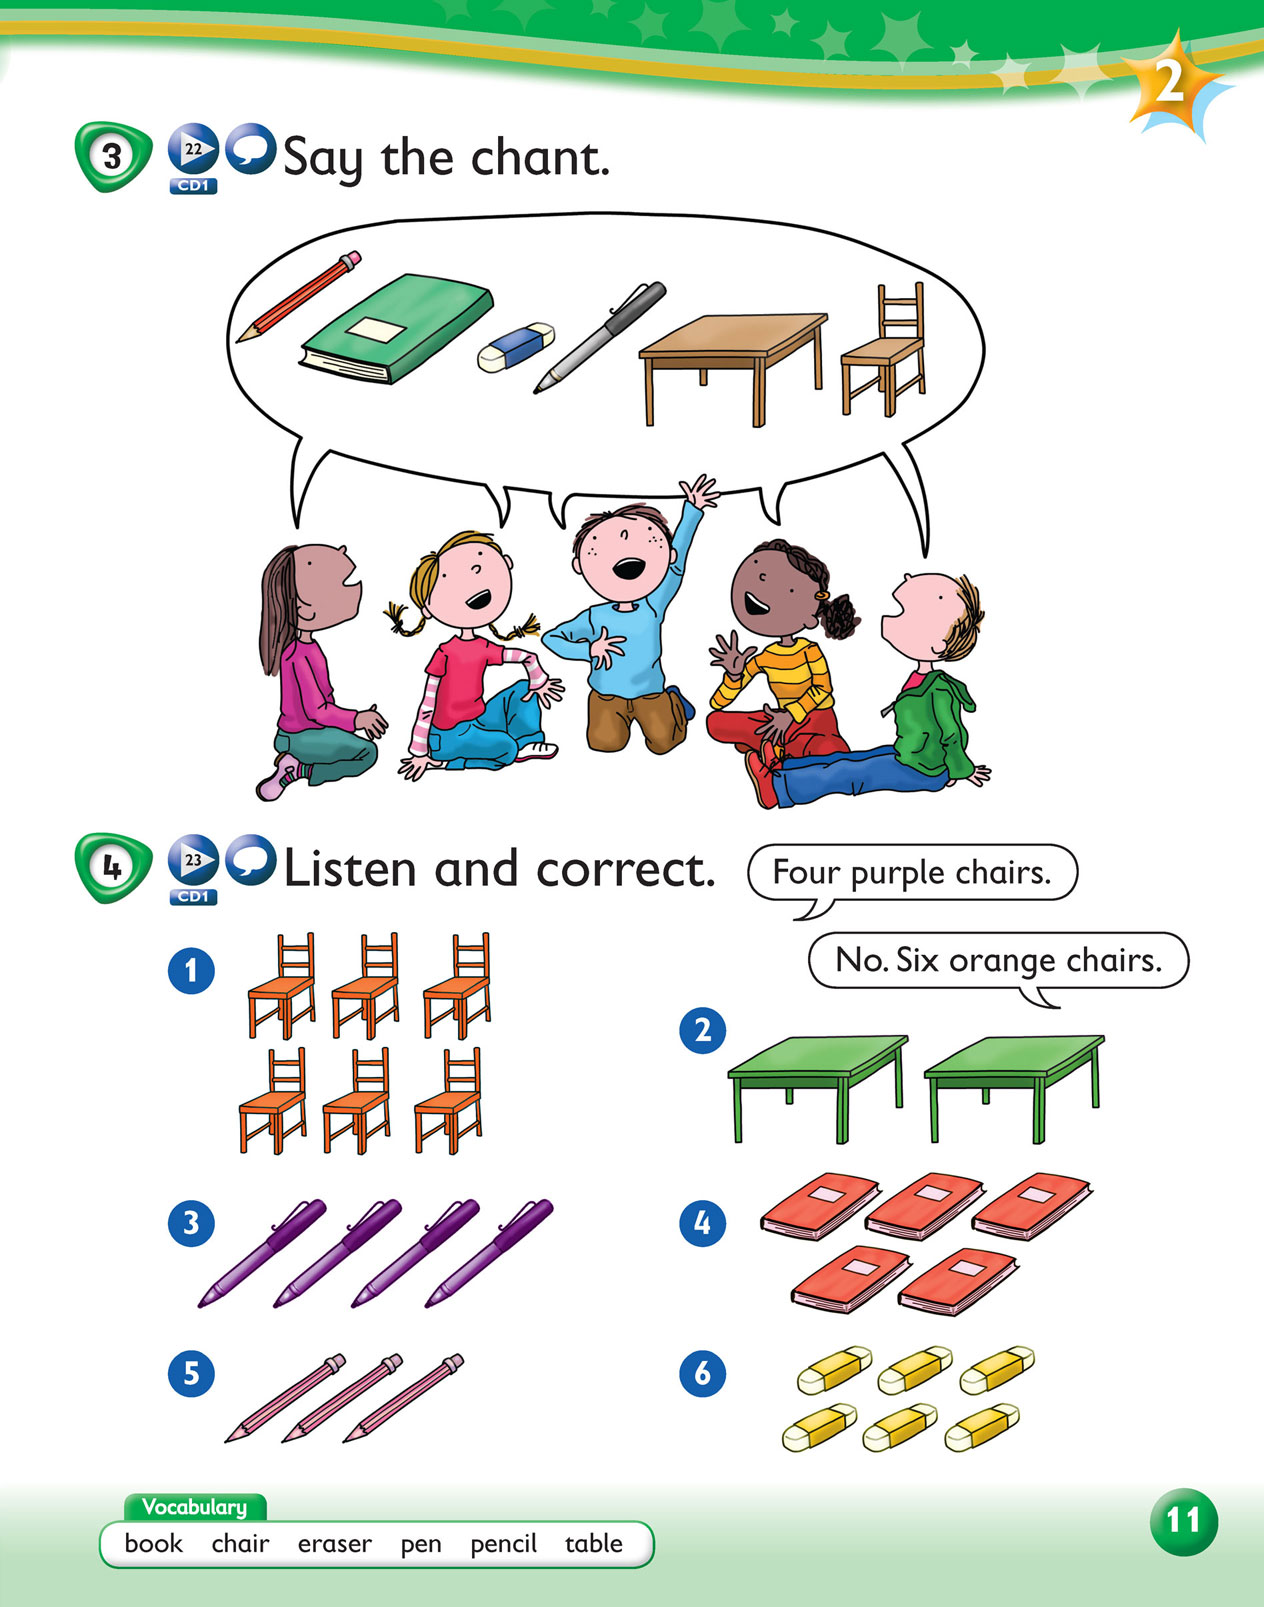 2
3 22 CD1 Say the chant.
4 23 CD1 Listen and correct.
Four purple chairs.
No. Six orange chairs.
1
2
3
4
5
6
Vocabulary
book chair eraser pen pencil table
11